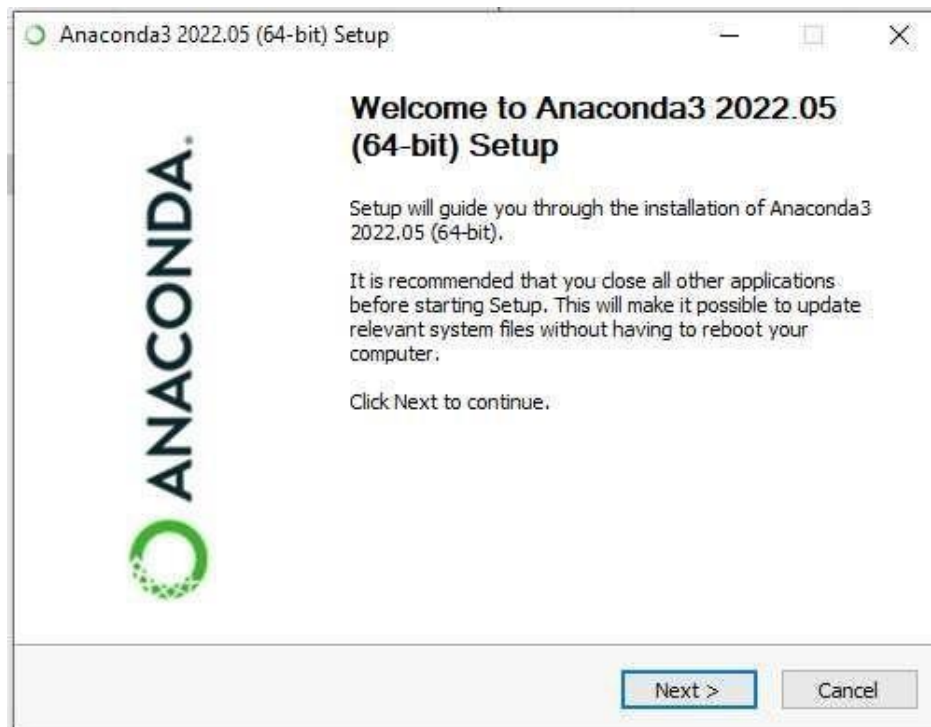 Anaconda3 2022.05 (64-bit) Setup
ANACONDA.
Welcome to Anaconda3 2022.05
(64-bit) Setup
Setup will guide you through the installation of Anaconda3
2022.05 (64-bit).
It is recommended that you close all other applications
before starting Setup. This will make it possible to update
relevant system files without having to reboot your
computer.
Click Next to continue.
Next >
Cancel